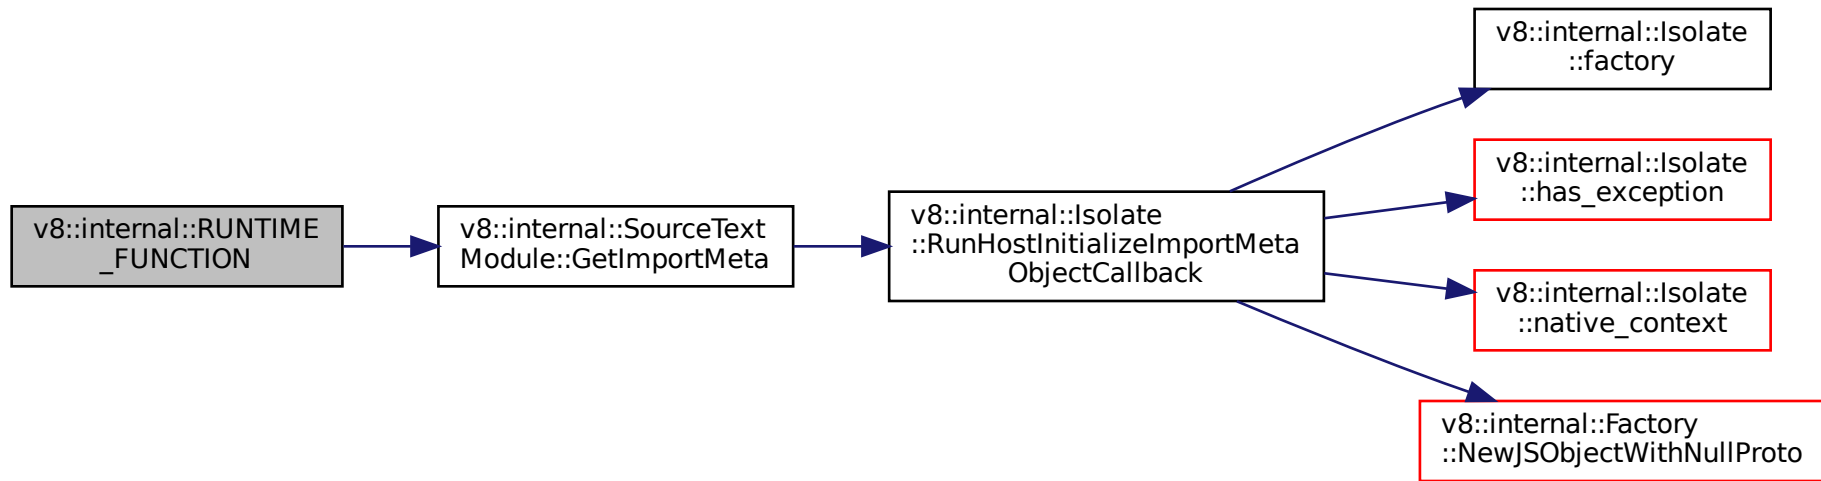 v8::internal::RUNTIME
_FUNCTION
v8::internal::SourceText
Module::GetImportMeta
v8::internal::Isolate
::RunHostInitializeImportMeta
ObjectCallback
v8::internal::Isolate
::factory
v8::internal::Isolate
::has_exception
v8::internal::Isolate
::native_context
v8::internal::Factory
::NewJSObjectWithNullProto